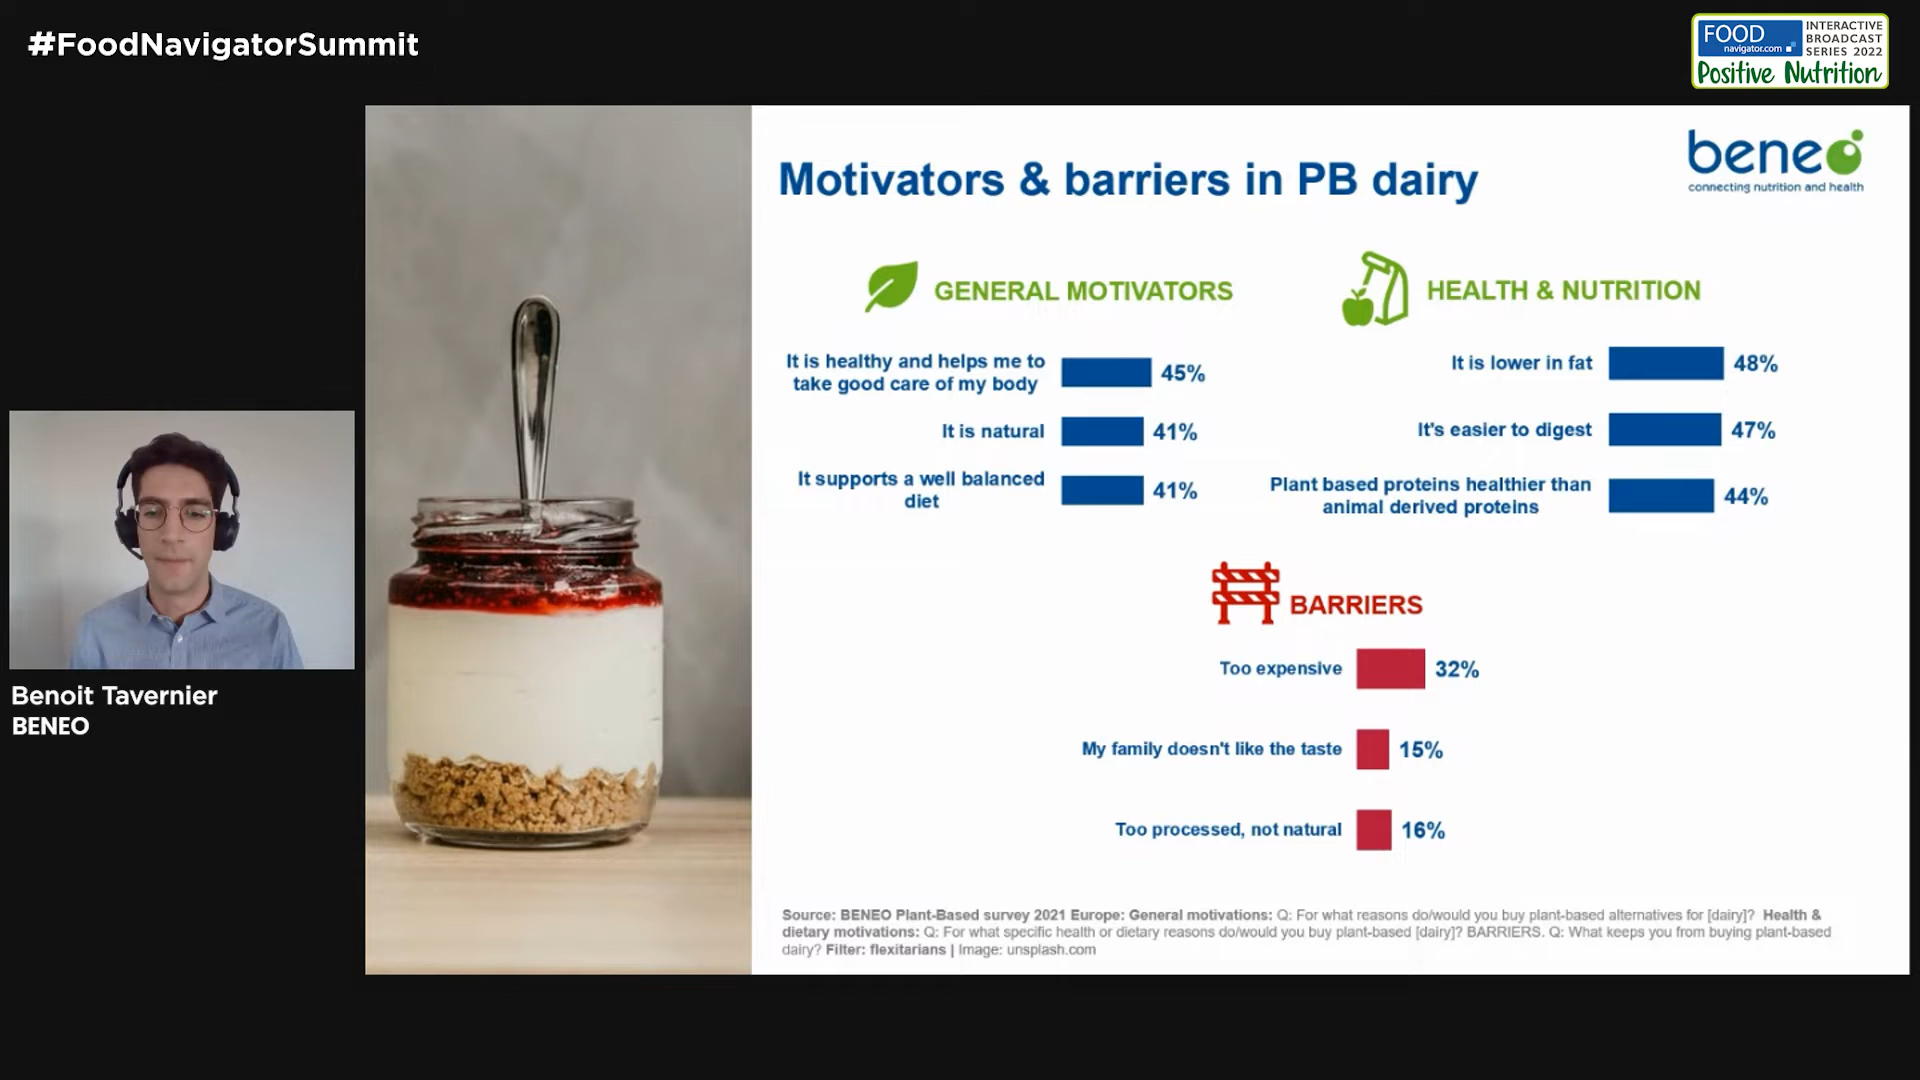 #FoodNavigatorSummit
FOOD
navigator.com
INTERACTIVE
BROADCAST
SERIES 2022
Positive Nutrition
beneo
connecting nutrition and health
Motivators & barriers in PB dairy
GENERAL MOTIVATORS
It is healthy and helps me to
take good care of my body
45%
It is natural
41%
It supports a well balanced
diet
41%
HEALTH & NUTRITION
It is lower in fat
48%
It's easier to digest
47%
Plant based proteins healthier than
animal derived proteins
44%
BARRIERS
Too expensive
32%
My family doesn't like the taste
15%
Too processed, not natural
16%
Source: BENEO Plant-Based survey 2021 Europe: General motivations: Q: For what reasons do/would you buy plant-based alternatives for [dairy]? Health &
dietary motivations: Q: For what specific health or dietary reasons do/would you buy plant-based [dairy]? BARRIERS. Q: What keeps you from buying plant-based
dairy? Filter: flexitarians | Image: unsplash.com
Benoit Tavernier
BENEO